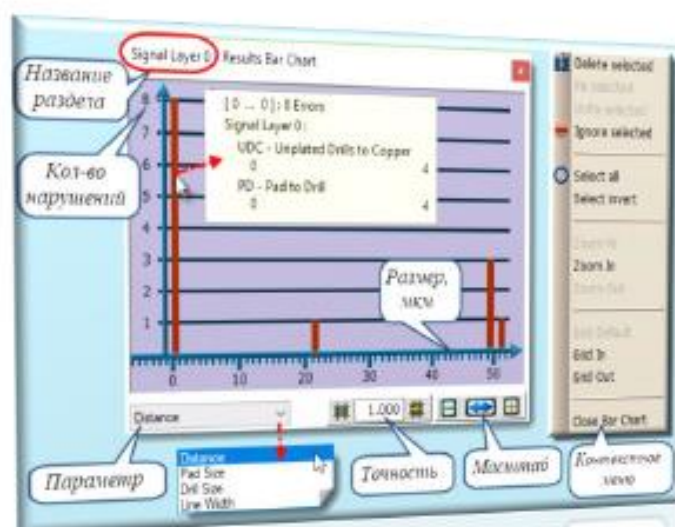 Signal Layer 0: Results Bar Chart
Название
раздела
8
7
6
5
4
3
2
1
[ 0 ... 0 ]: 8 Errors
Signal Layer 0:
UDC - Unplated Drills to Copper
0 4
PD - Pad to Drill
0 4
Кол-во
нарушений
Размер,
мкм
0 10 20 30 40 50
Distance
1.000
Параметр
Distance
Pad Size
Drill Size
Line Width
Точность
Масштаб
Контекстное
меню
Delete selected
Ignore selected
Select all
Select invert
Zoom In
Zoom Out
Grid Default
Grid In
Grid Out
Close Bar Chart